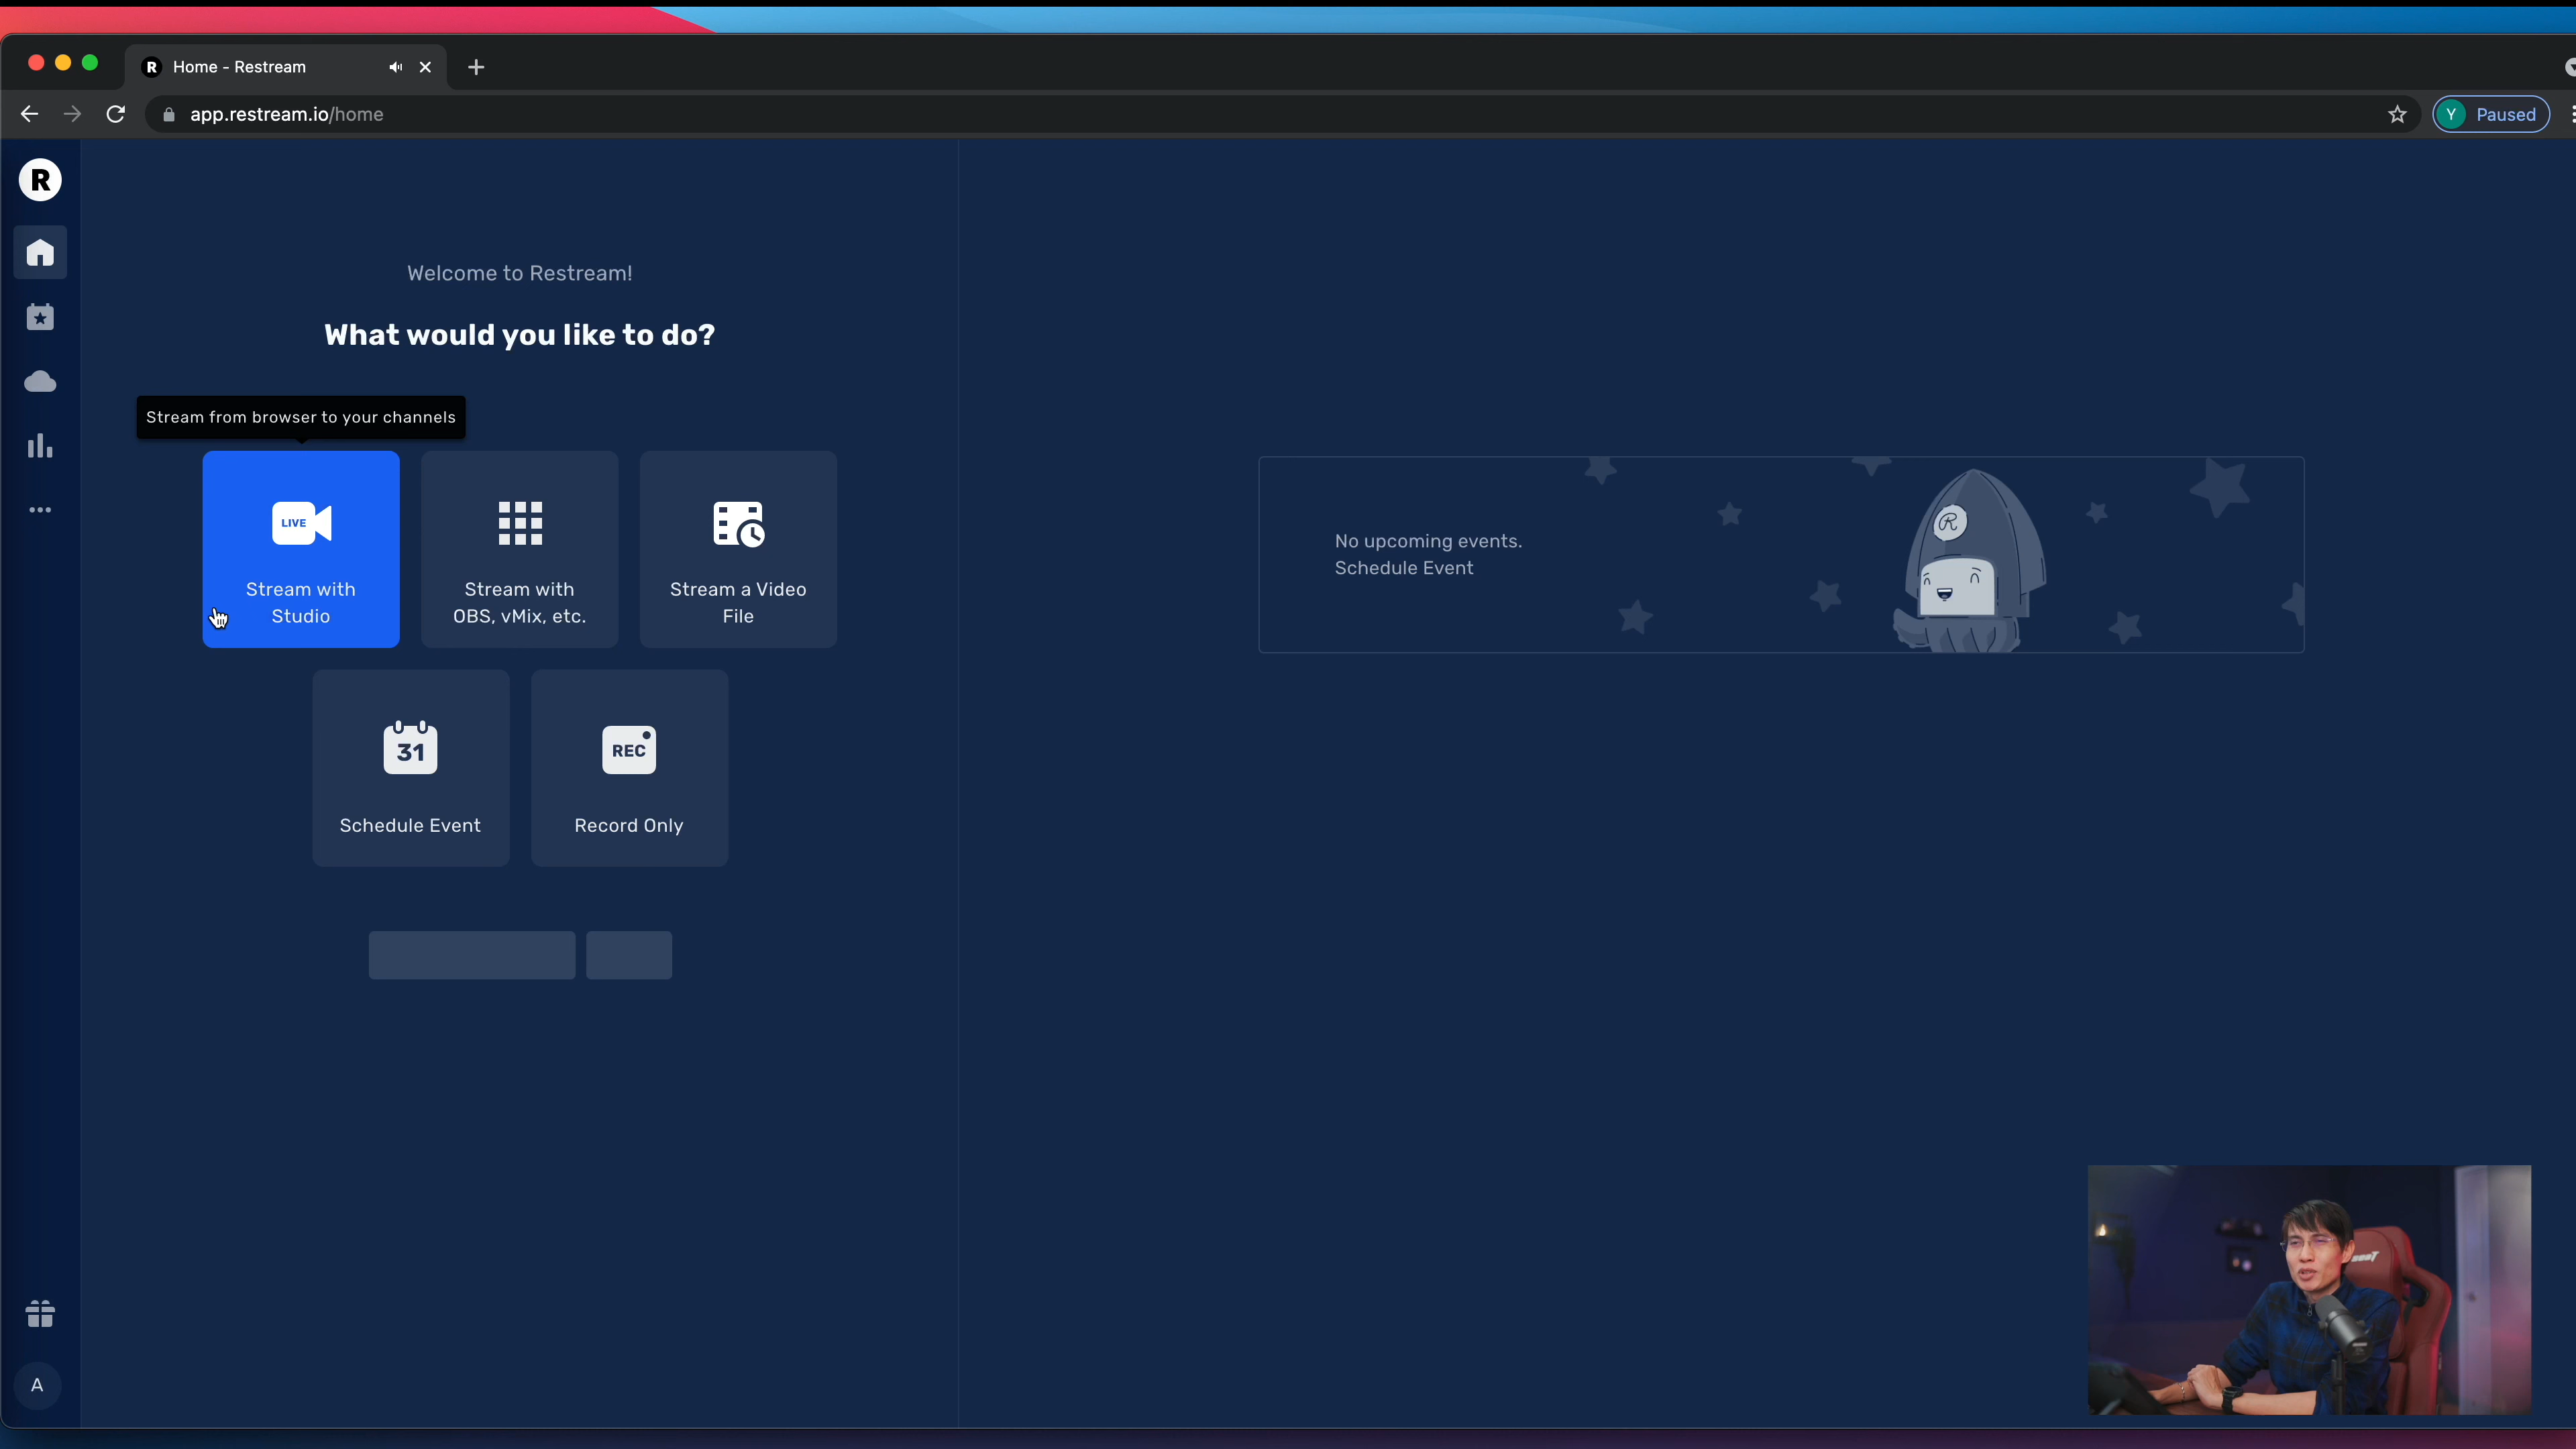 R Home - Restream
app.restream.io/home
Y Paused
R
Welcome to Restream!
What would you like to do?
Stream from browser to your channels
LIVE
Stream with
Studio
Stream with
OBS, vMix, etc.
Stream a Video
File
31
Schedule Event
REC
Record Only
No upcoming events.
Schedule Event
R
A